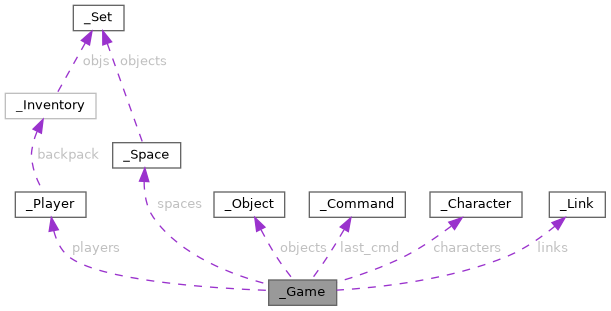 _Set
objs
objects
_Inventory
backpack
_Space
_Player
spaces
_Object
_Command
_Character
_Link
players
objects
last_cmd
characters
links
_Game